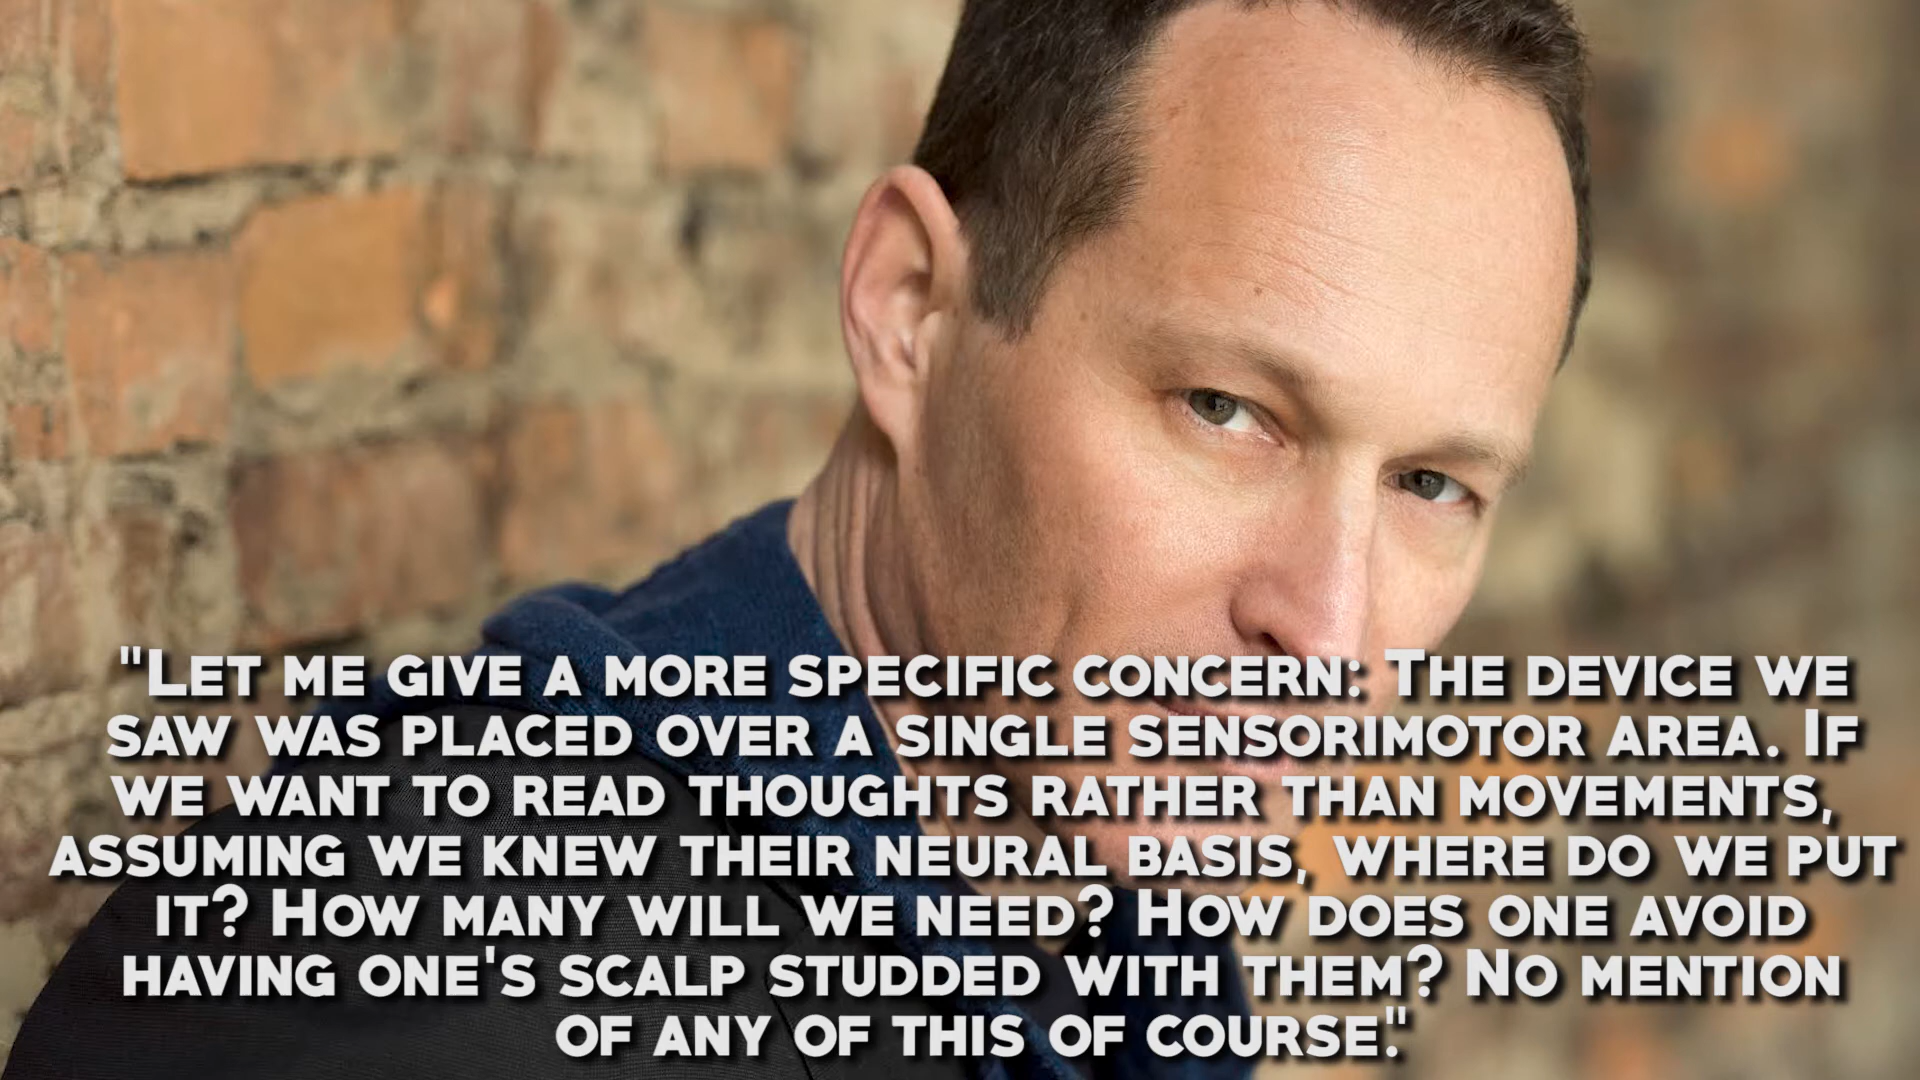 "Let me give a more specific concern: The device we
saw was placed over a single sensorimotor area. If
we want to read thoughts rather than movements,
assuming we knew their neural basis, where do we put
it? How many will we need? How does one avoid
having one's scalp studded with them? No mention
of any of this of course."